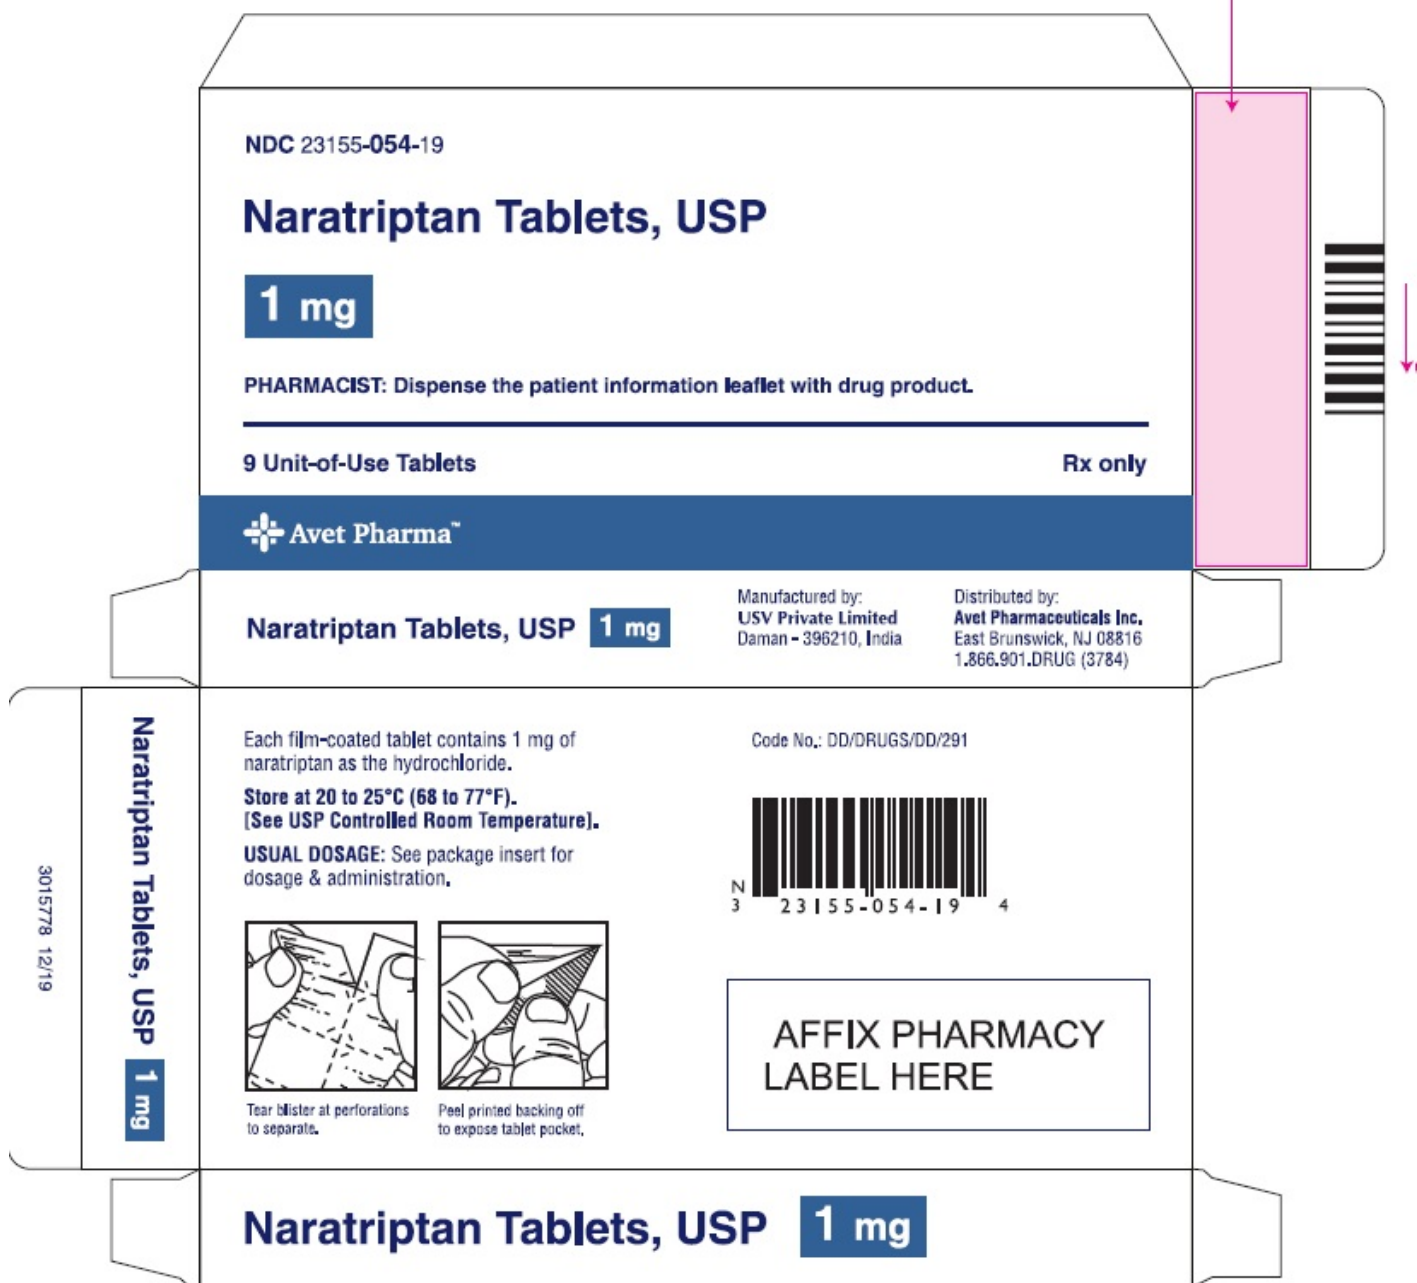 NDC 23155-054-19
Naratriptan Tablets, USP
1 mg
PHARMACIST: Dispense the patient information leaflet with drug product.
9 Unit-of-Use Tablets
Rx only
Avet Pharma™
Naratriptan Tablets, USP 1 mg
Manufactured by:
USV Private Limited
Daman - 396210, India
Distributed by:
Avet Pharmaceuticals Inc.
East Brunswick, NJ 08816
1.866.901.DRUG (3784)
3015778 12/19
Naratriptan Tablets, USP 1 mg
Each film-coated tablet contains 1 mg of
naratriptan as the hydrochloride.
Store at 20 to 25°C (68 to 77°F).
[See USP Controlled Room Temperature].
USUAL DOSAGE: See package insert for
dosage & administration.
Tear blister at perforations
to separate.
Peel printed backing off
to expose tablet pocket.
Code No.: DD/DRUGS/DD/291
N
3 23155-054-19 4
AFFIX PHARMACY
LABEL HERE
Naratriptan Tablets, USP 1 mg